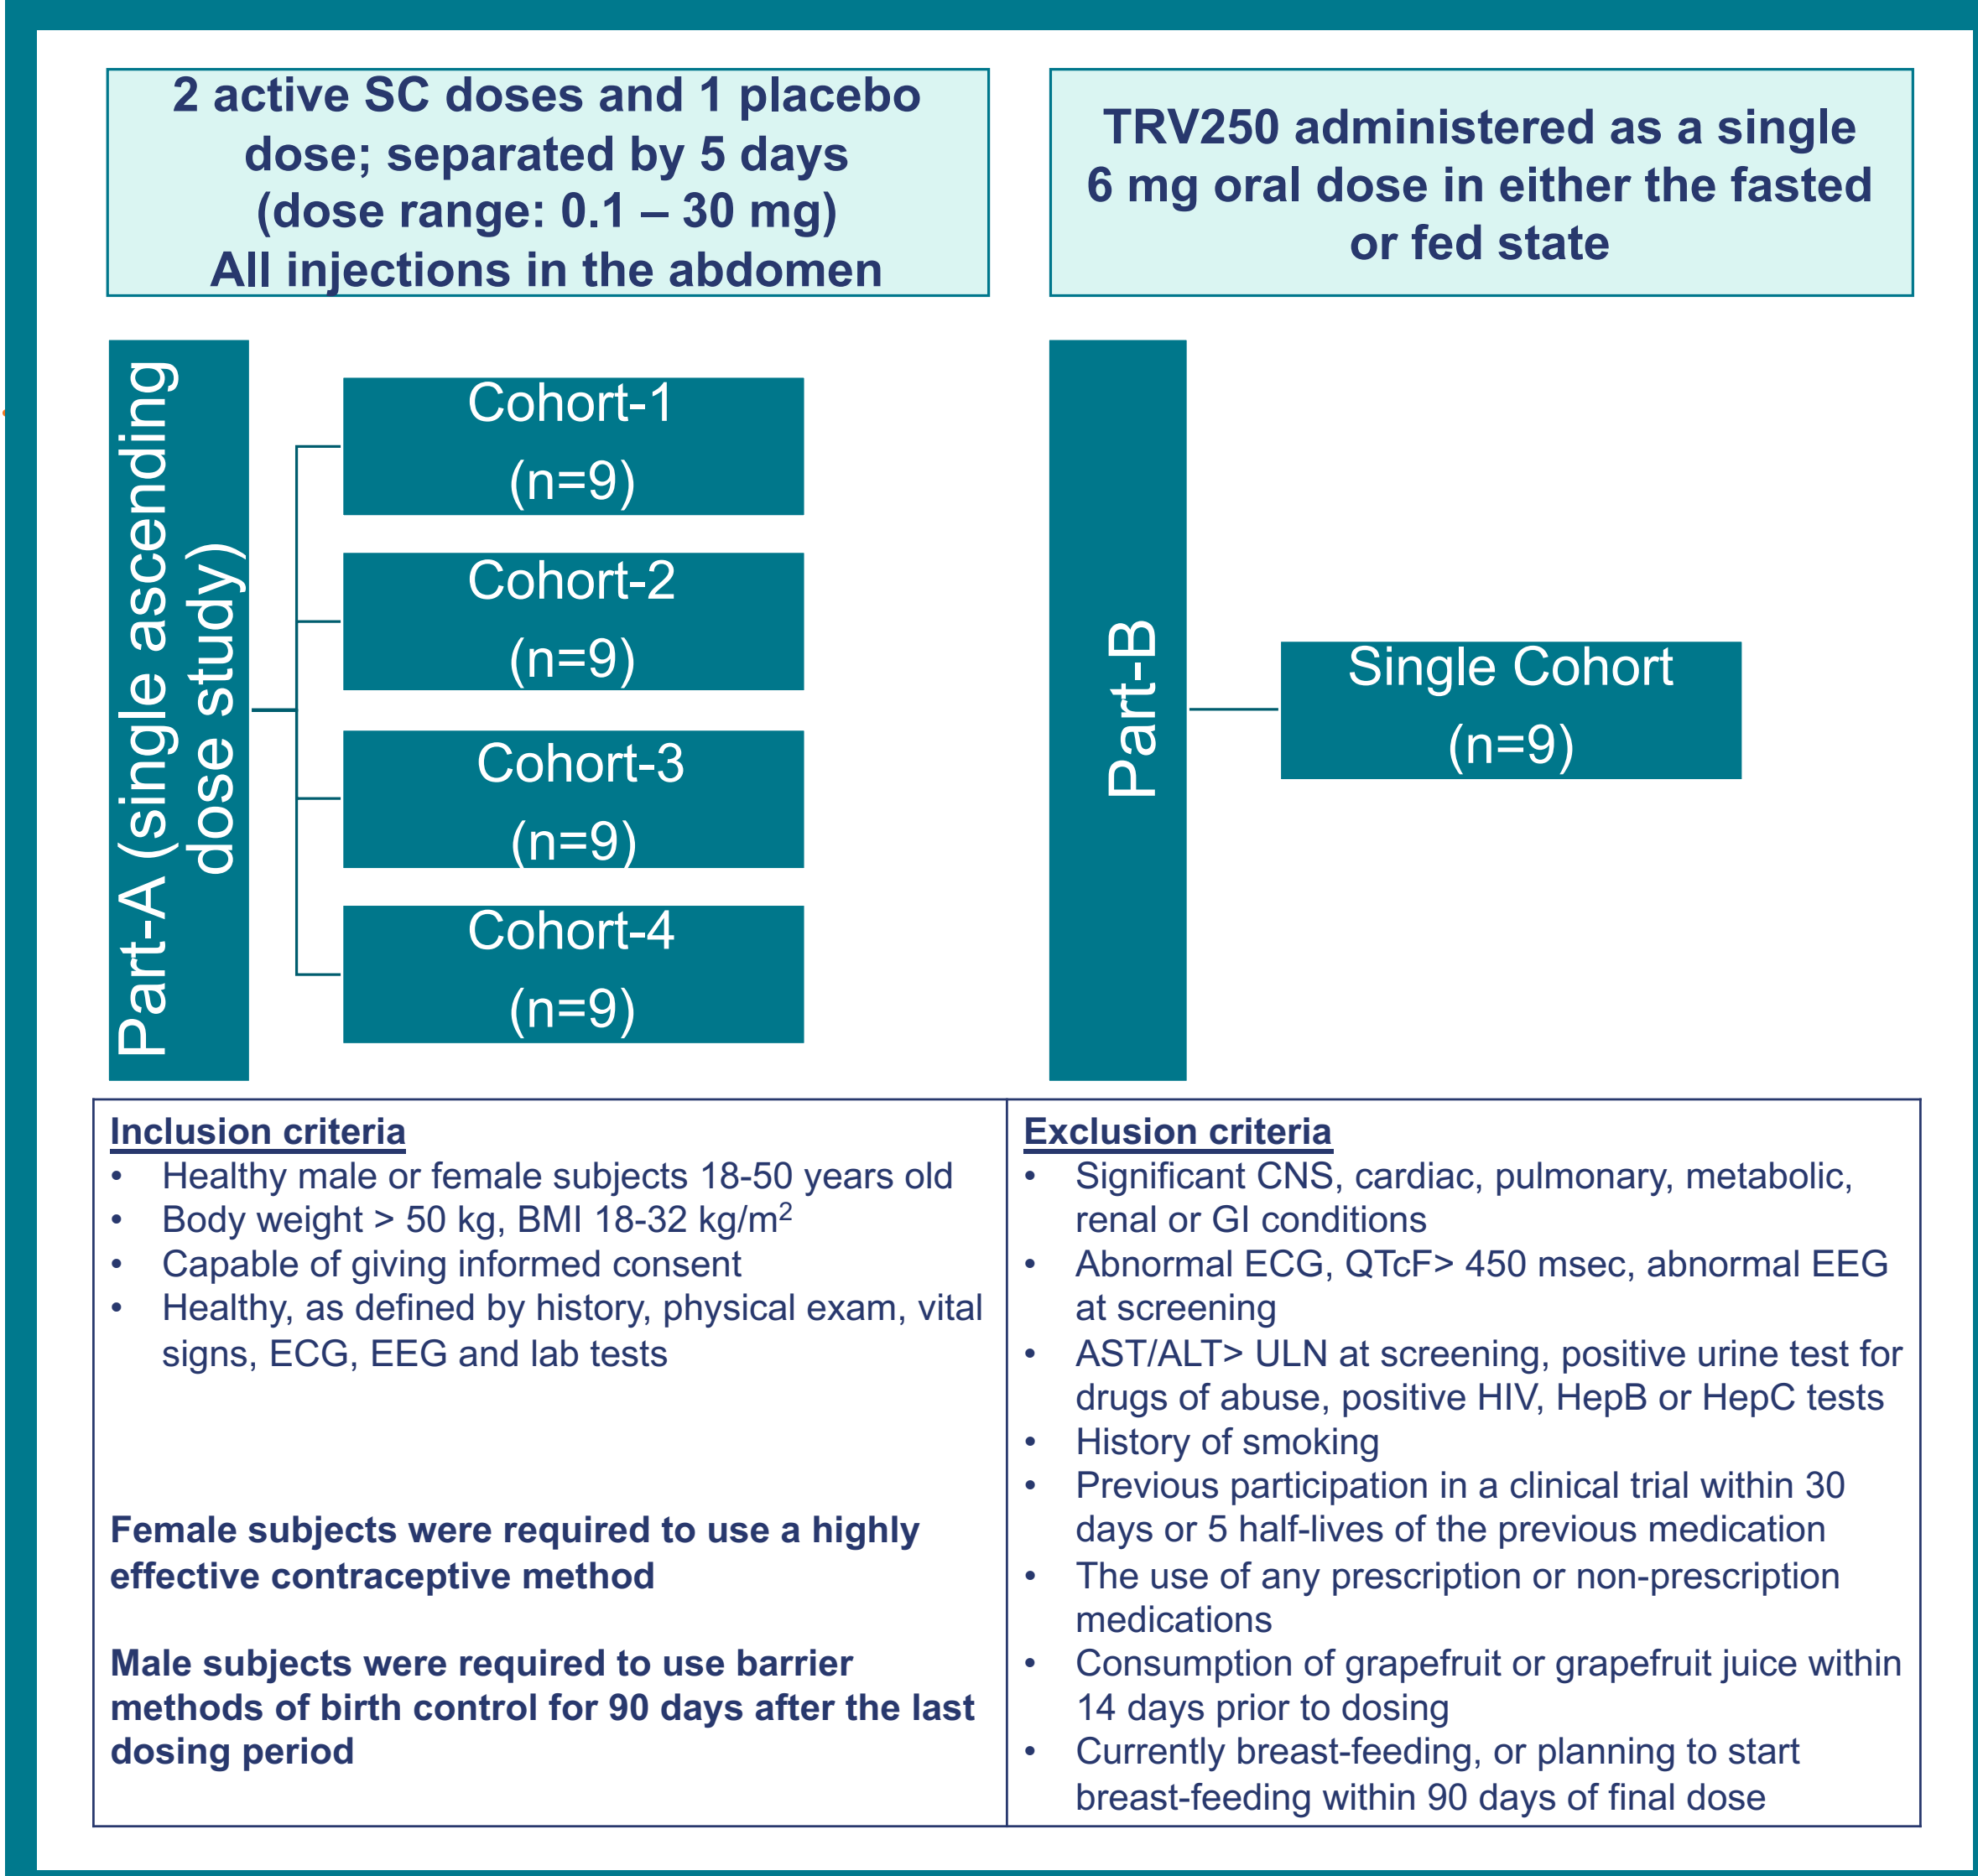 2 active SC doses and 1 placebo
dose; separated by 5 days
(dose range: 0.1 – 30 mg)
All injections in the abdomen
TRV250 administered as a single
6 mg oral dose in either the fasted
or fed state
Part-A (single ascending
dose study)
Cohort-1
(n=9)
Cohort-2
(n=9)
Cohort-3
(n=9)
Cohort-4
(n=9)
Part-B
Single Cohort
(n=9)
Inclusion criteria
• Healthy male or female subjects 18-50 years old
• Body weight > 50 kg, BMI 18-32 kg/m²
• Capable of giving informed consent
• Healthy, as defined by history, physical exam, vital
signs, ECG, EEG and lab tests
Female subjects were required to use a highly
effective contraceptive method
Male subjects were required to use barrier
methods of birth control for 90 days after the last
dosing period
Exclusion criteria
• Significant CNS, cardiac, pulmonary, metabolic,
renal or GI conditions
• Abnormal ECG, QTcF> 450 msec, abnormal EEG
at screening
• AST/ALT> ULN at screening, positive urine test for
drugs of abuse, positive HIV, HepB or HepC tests
• History of smoking
• Previous participation in a clinical trial within 30
days or 5 half-lives of the previous medication
• The use of any prescription or non-prescription
medications
• Consumption of grapefruit or grapefruit juice within
14 days prior to dosing
• Currently breast-feeding, or planning to start
breast-feeding within 90 days of final dose